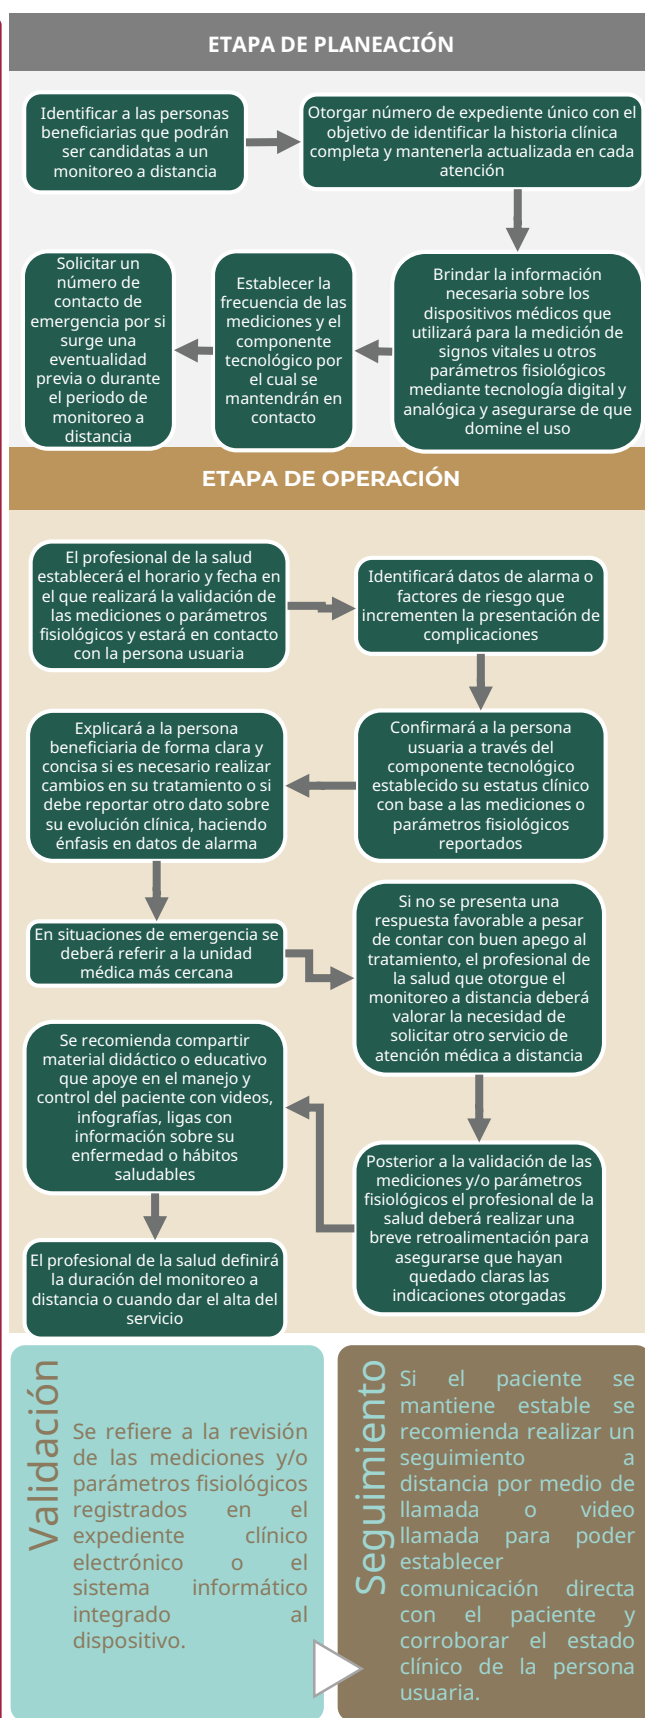 ETAPA DE PLANEACIÓN
Identificar a las personas
beneficiarias que podrán
ser candidatas a un
monitoreo a distancia
Otorgar número de expediente único con el
objetivo de identificar la historia clínica
completa y mantenerla actualizada en cada
atención
Brindar la información
necesaria sobre los
dispositivos médicos que
utilizará para la medición de
signos vitales u otros
parámetros fisiológicos
mediante tecnología digital y
analógica y asegurarse de que
domine el uso
Establecer la
frecuencia de las
mediciones y el
componente
tecnológico por
el cual se
mantendrán en
contacto
Solicitar un
número de
contacto de
emergencia por si
surge una
eventualidad
previa o durante
el periodo de
monitoreo a
distancia
ETAPA DE OPERACIÓN
El profesional de la salud
establecerá el horario y fecha en
el que realizará la validación de
las mediciones o parámetros
fisiológicos y estará en contacto
con la persona usuaria
Identificará datos de alarma o
factores de riesgo que
incrementen la presentación de
complicaciones
Confirmará a la persona
usuaria a través del
componente tecnológico
establecido su estatus clínico
con base a las mediciones o
parámetros fisiológicos
reportados
Explicará a la persona
beneficiaria de forma clara y
concisa si es necesario realizar
cambios en su tratamiento o si
debe reportar otro dato sobre
su evolución clínica, haciendo
énfasis en datos de alarma
En situaciones de emergencia se
deberá referir a la unidad
médica más cercana
Si no se presenta una
respuesta favorable a pesar
de contar con buen apego al
tratamiento, el profesional de
la salud que otorgue el
monitoreo a distancia deberá
valorar la necesidad de
solicitar otro servicio de
atención médica a distancia
Posterior a la validación de las
mediciones y/o parámetros
fisiológicos el profesional de la
salud deberá realizar una
breve retroalimentación para
asegurarse que hayan
quedado claras las
indicaciones otorgadas
Se recomienda compartir
material didáctico o educativo
que apoye en el manejo y
control del paciente con videos,
infografías, ligas con
información sobre su
enfermedad o hábitos
saludables
El profesional de la salud definirá
la duración del monitoreo a
distancia o cuando dar el alta del
servicio
Validación
Se refiere a la revisión
de las mediciones y/o
parámetros fisiológicos
registrados en el
expediente clínico
electrónico o el
sistema informático
integrado al
dispositivo.
Seguimiento
Si el paciente se
mantiene estable se
recomienda realizar un
seguimiento a
distancia por medio de
llamada o video
llamada para poder
establecer
comunicación directa
con el paciente y
corroborar el estado
clínico de la persona
usuaria.